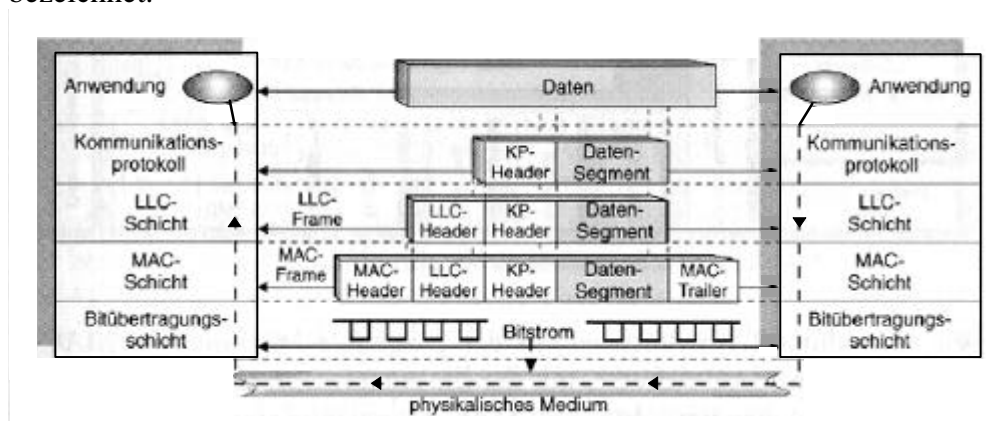 Anwendung
Daten
Anwendung
Kommunikations-
protokoll
KP-
Header
Daten-
Segment
Kommunikations-
protokoll
LLC-
Schicht
LLC-
Frame
LLC-
Header
KP-
Header
Daten-
Segment
LLC-
Schicht
MAC-
Schicht
MAC-
Frame
MAC-
Header
LLC-
Header
KP-
Header
Daten-
Segment
MAC-
Trailer
MAC-
Schicht
Bitübertragungs-
schicht
Bitstrom
Bitübertragungs-
schicht
physikalisches Medium